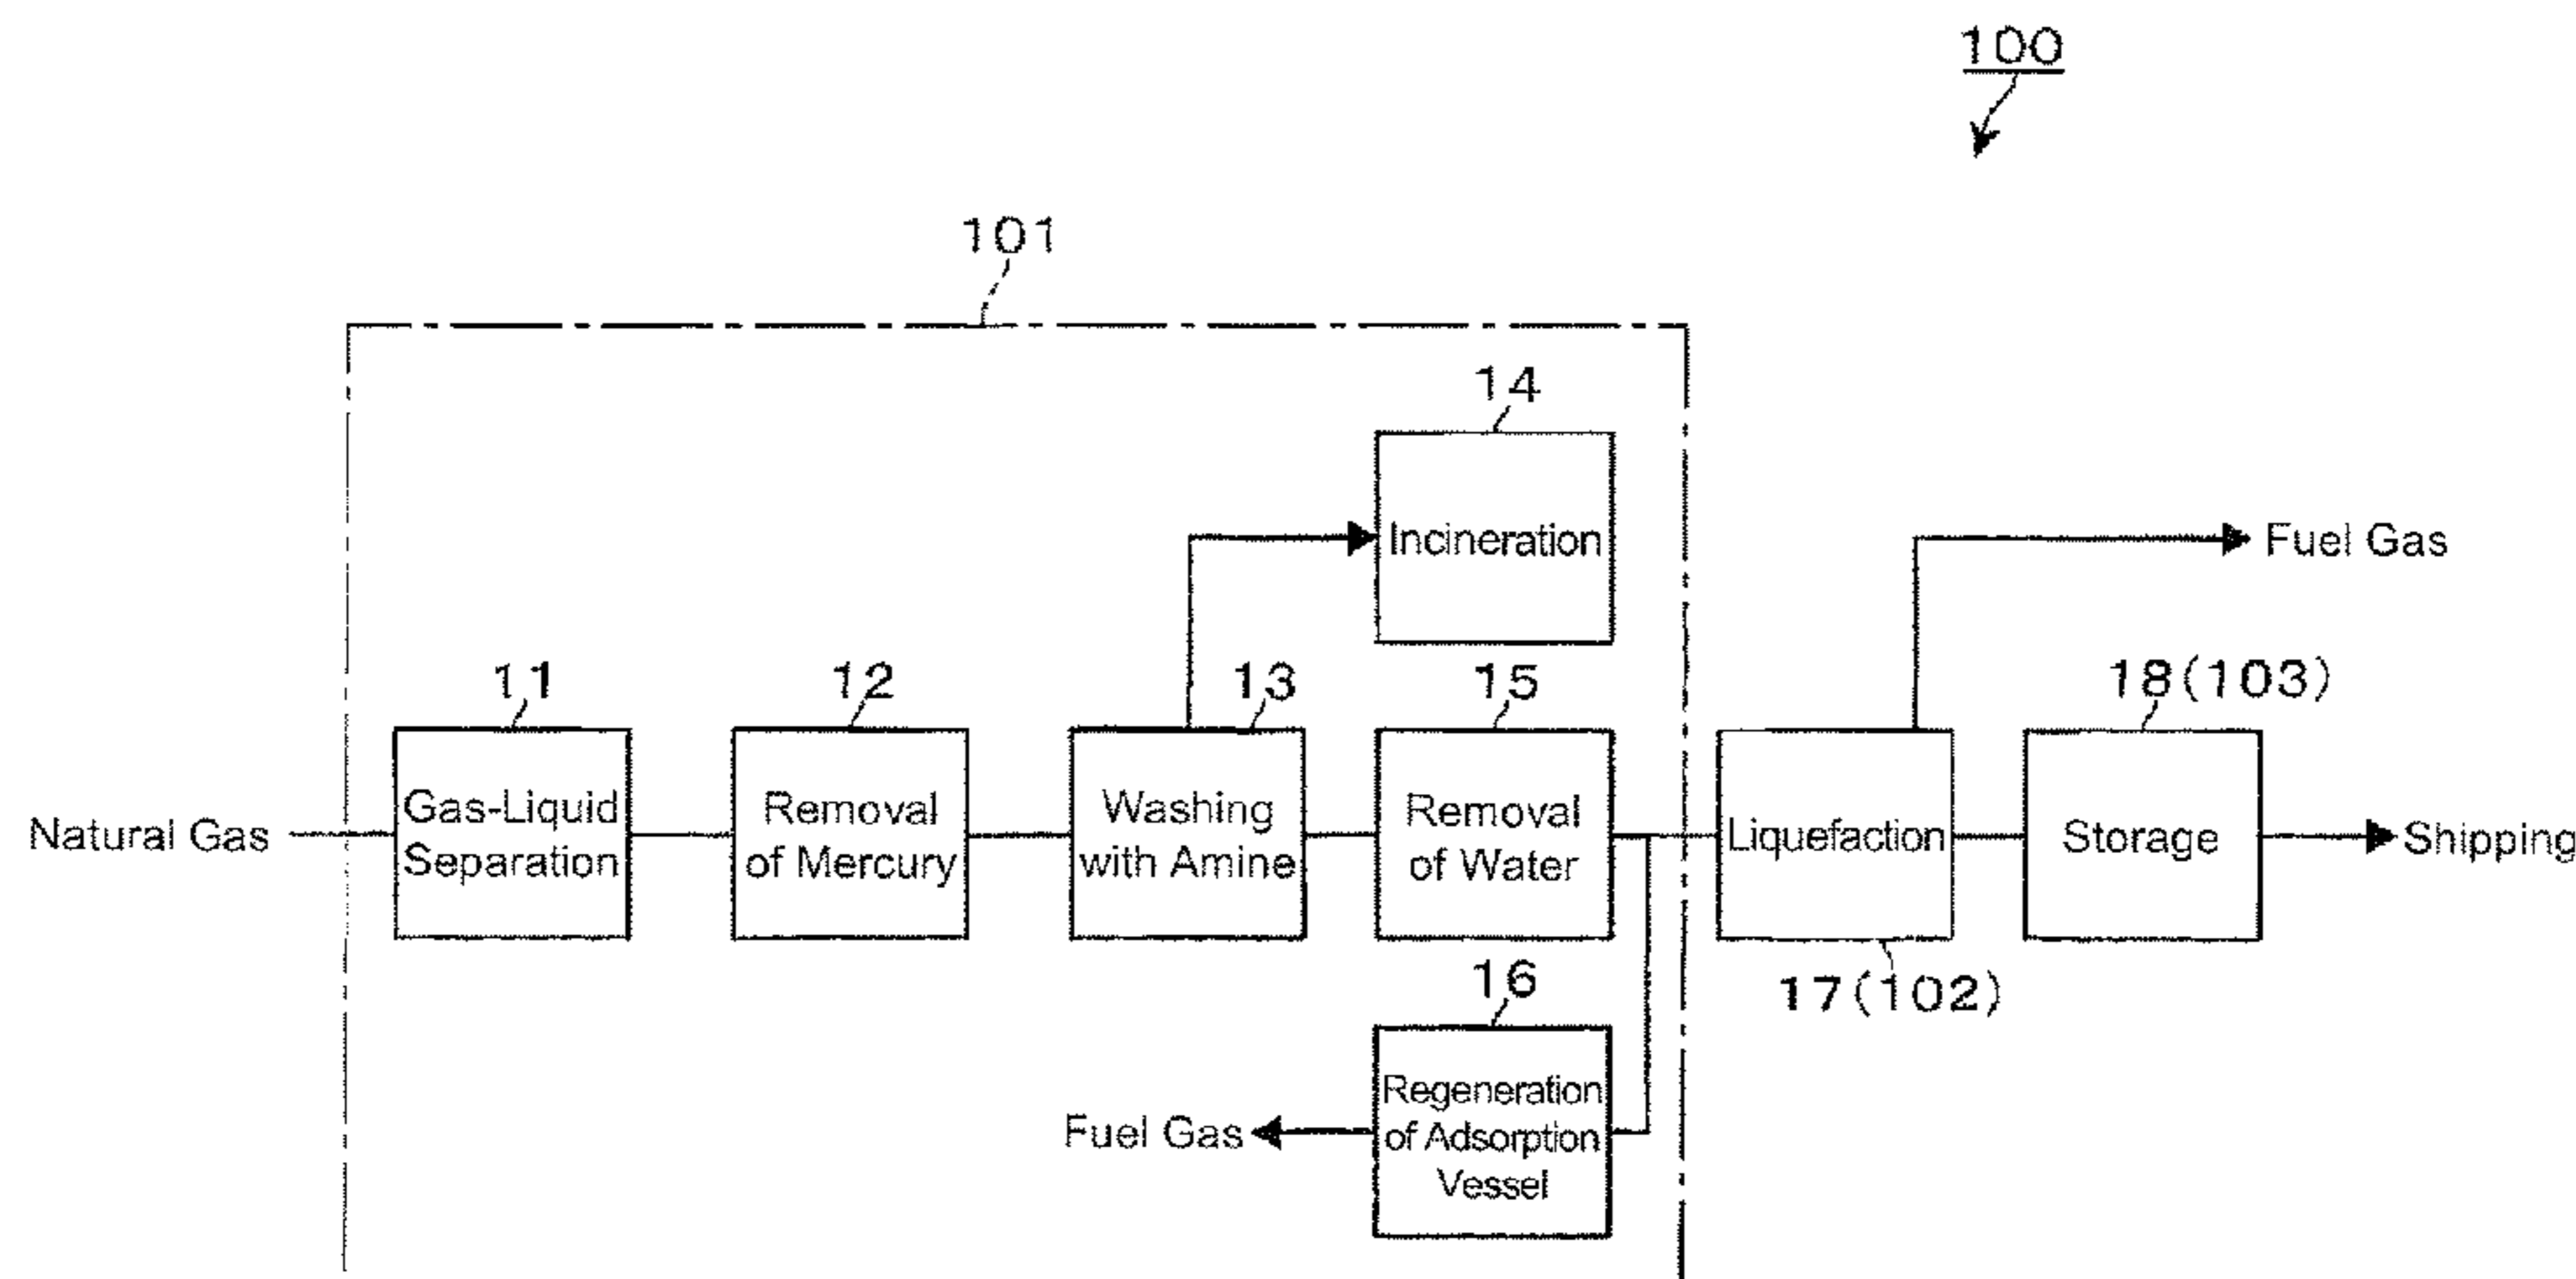 100
101
14
Incineration
Fuel Gas
11
12
13
15
18(103)
Natural Gas
Gas-Liquid
Separation
Removal
of Mercury
Washing
with Amine
Removal
of Water
Liquefaction
Storage
Shipping
17(102)
16
Regeneration
of Adsorption
Vessel
Fuel Gas